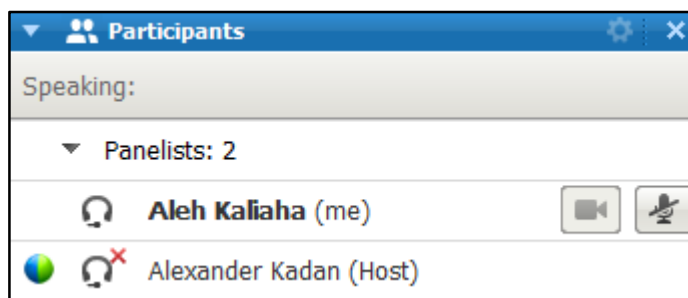 Participants
Speaking:
Panelists: 2
Aleh Kaliaha (me)
Alexander Kadan (Host)